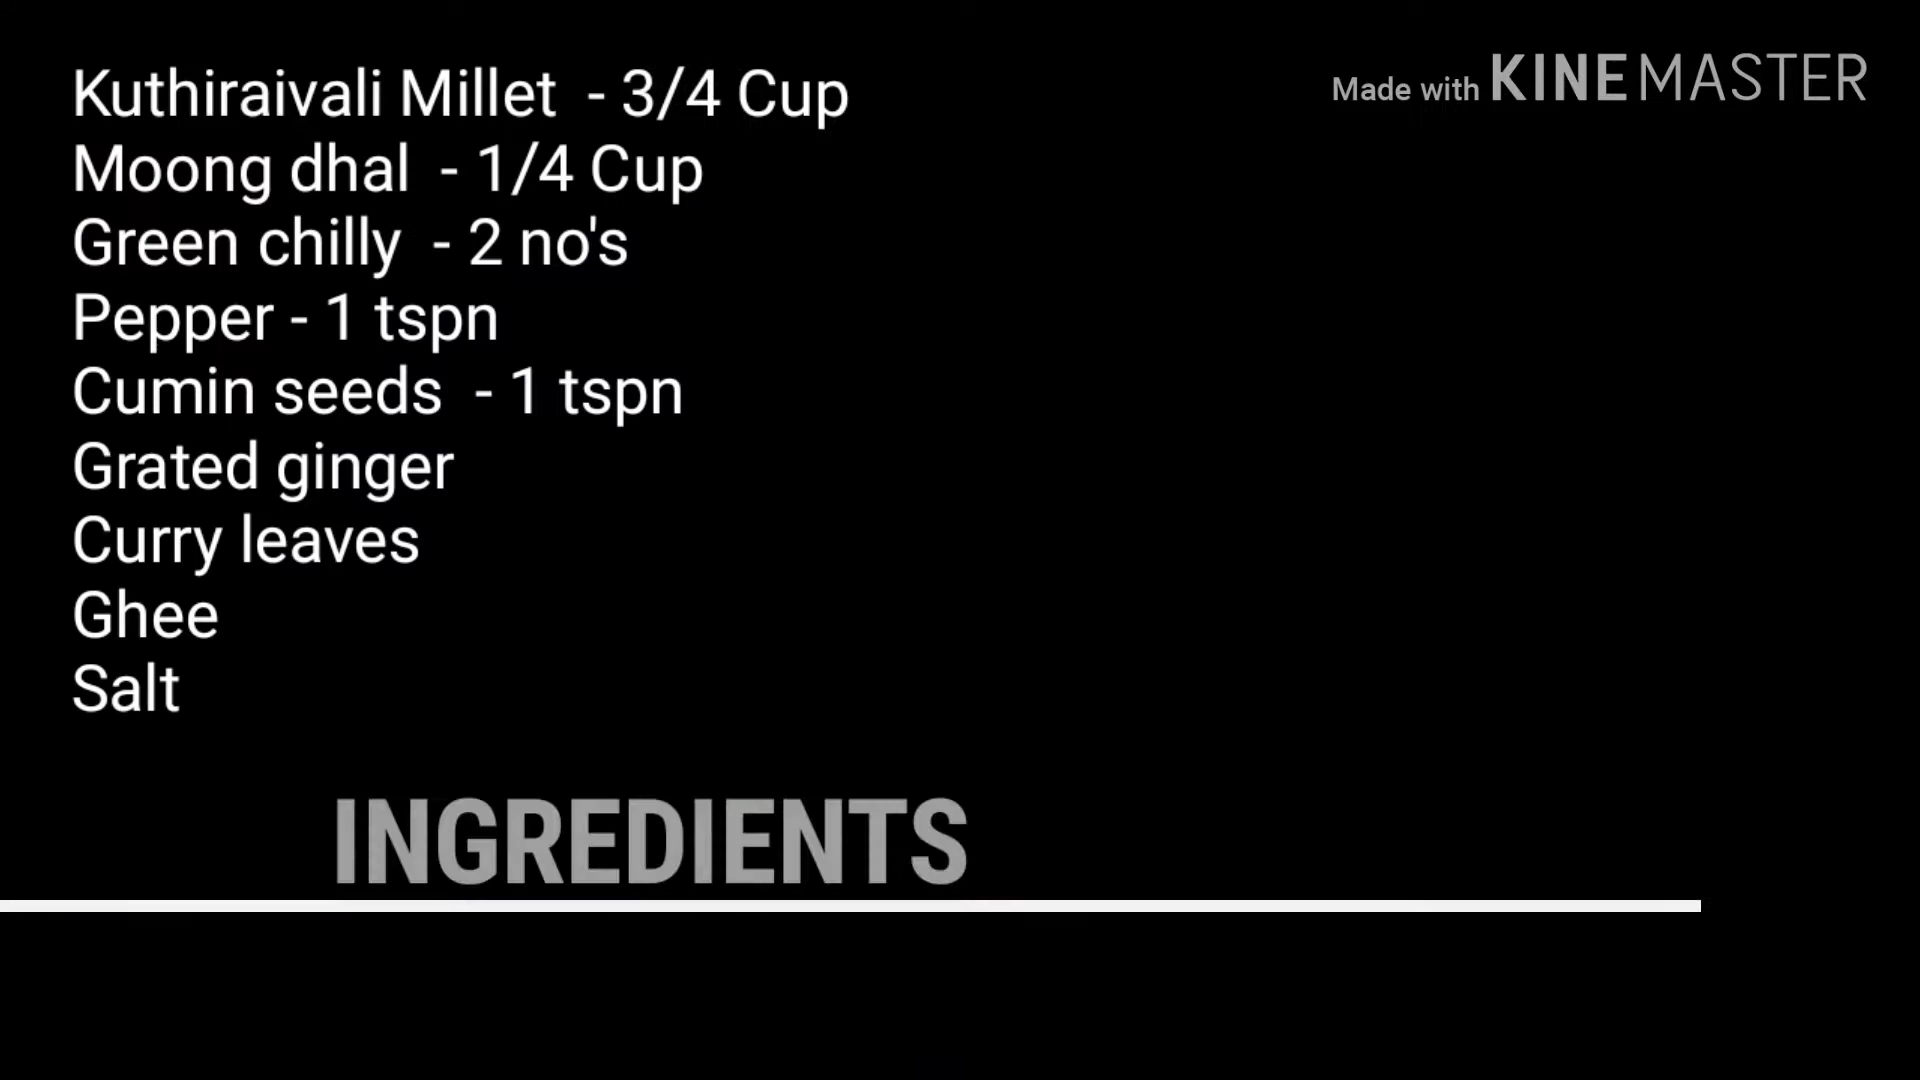 Kuthiraivali Millet - 3/4 Cup
Moong dhal - 1/4 Cup
Green chilly - 2 no's
Pepper - 1 tspn
Cumin seeds - 1 tspn
Grated ginger
Curry leaves
Ghee
Salt
Made with KINEMASTER
INGREDIENTS